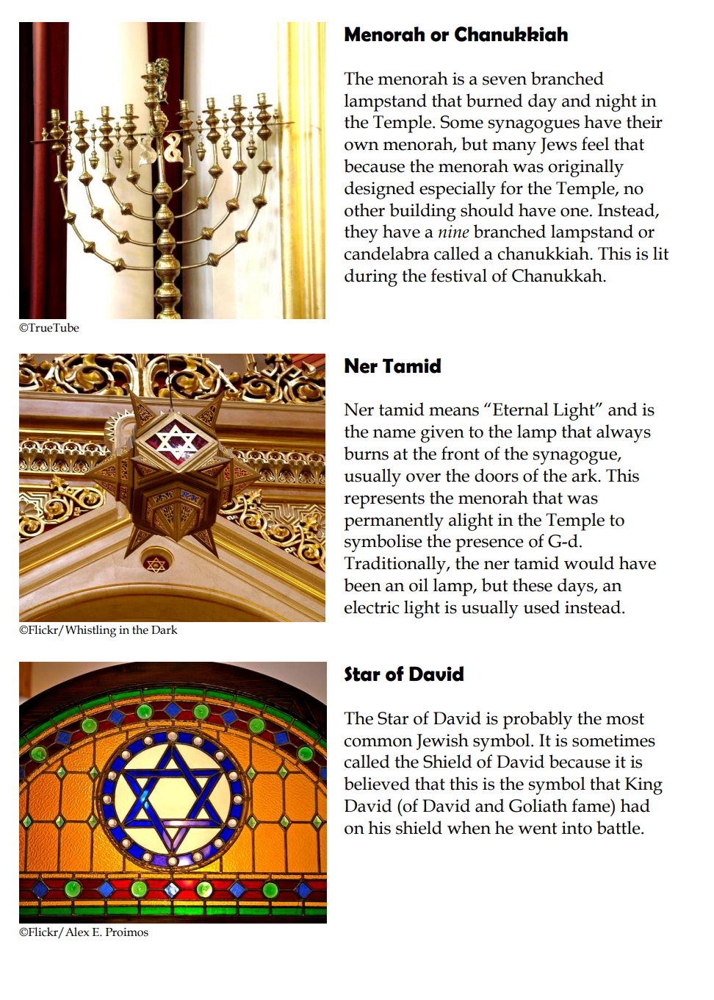 Menorah or Chanukkiah
The menorah is a seven branched
lampstand that burned day and night in
the Temple. Some synagogues have their
own menorah, but many Jews feel that
because the menorah was originally
designed especially for the Temple, no
other building should have one. Instead,
they have a nine branched lampstand or
candelabra called a chanukkiah. This is lit
during the festival of Chanukkah.
©TrueTube
Ner Tamid
Ner tamid means “Eternal Light” and is
the name given to the lamp that always
burns at the front of the synagogue,
usually over the doors of the ark. This
represents the menorah that was
permanently alight in the Temple to
symbolise the presence of G-d.
Traditionally, the ner tamid would have
been an oil lamp, but these days, an
electric light is usually used instead.
©Flickr/Whistling in the Dark
Star of David
The Star of David is probably the most
common Jewish symbol. It is sometimes
called the Shield of David because it is
believed that this is the symbol that King
David (of David and Goliath fame) had
on his shield when he went into battle.
©Flickr/Alex E. Proimos